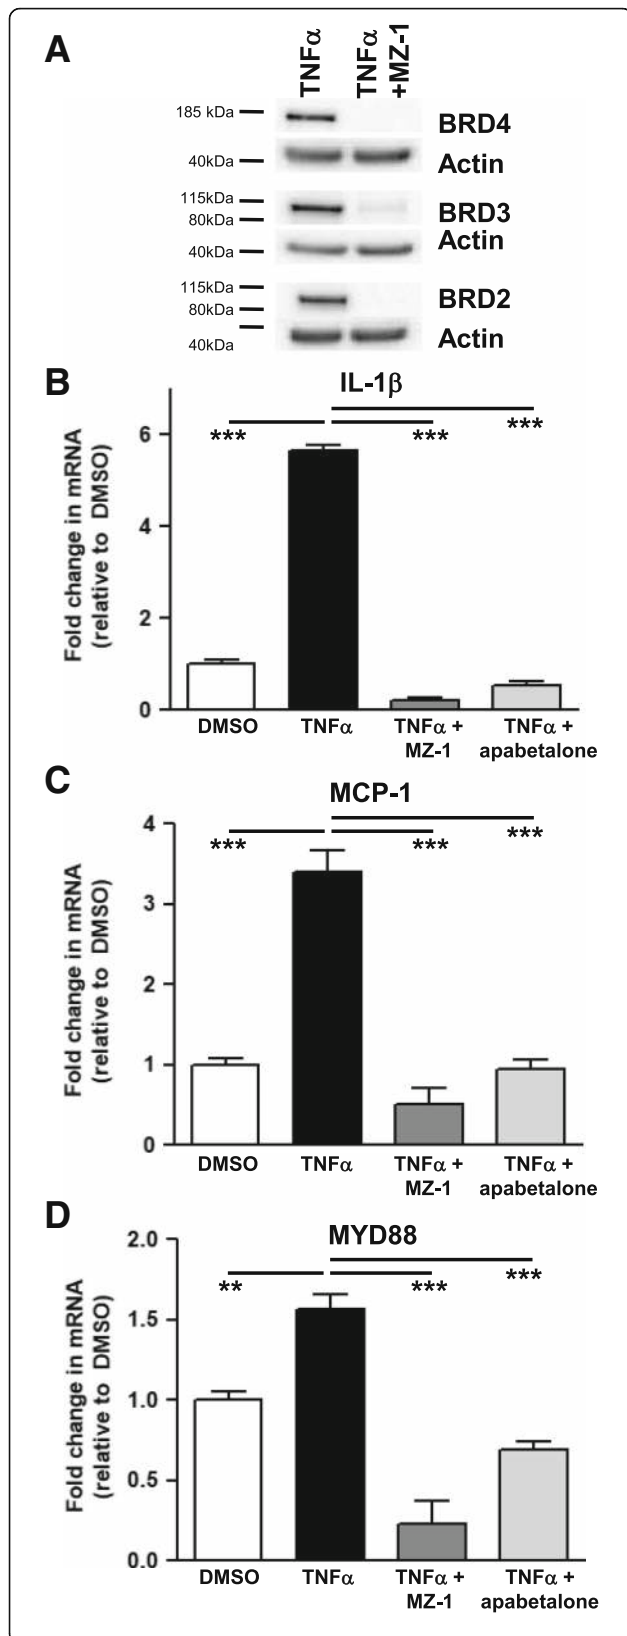 A
TNFα
TNFα
+MZ-1
185 kDa
BRD4
40kDa
Actin
115kDa
80kDa
BRD3
Actin
40kDa
115kDa
80kDa
BRD2
40kDa
Actin
B
IL-1β
Fold change in mRNA
(relative to DMSO)
6
4
2
0
***
***
***
DMSO
TNFα
TNFα +
MZ-1
TNFα +
apabetalone
C
MCP-1
Fold change in mRNA
(relative to DMSO)
4
3
2
1
0
***
***
***
DMSO
TNFα
TNFα +
MZ-1
TNFα +
apabetalone
D
MYD88
Fold change in mRNA
(relative to DMSO)
2.0
1.5
1.0
0.5
0.0
**
***
***
DMSO
TNFα
TNFα +
MZ-1
TNFα +
apabetalone